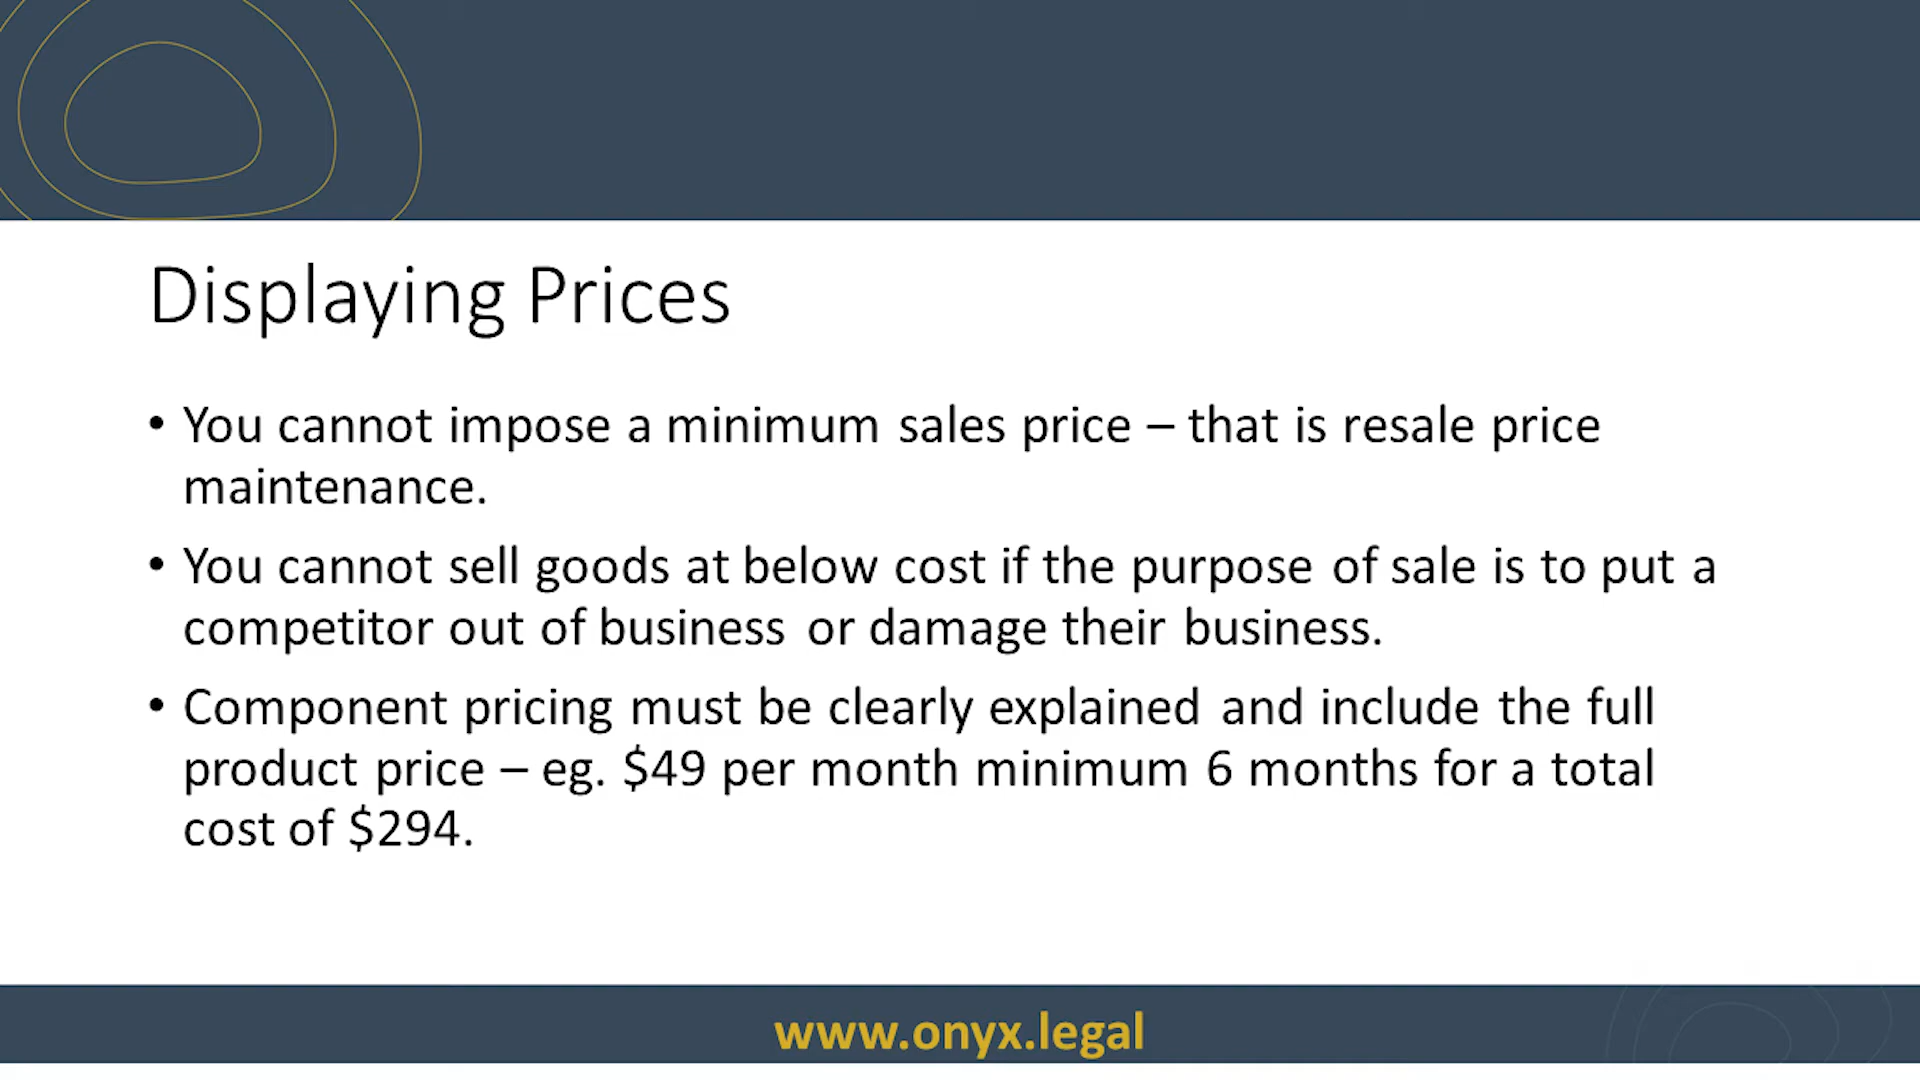 Displaying Prices
• You cannot impose a minimum sales price – that is resale price
maintenance.
• You cannot sell goods at below cost if the purpose of sale is to put a
competitor out of business or damage their business.
• Component pricing must be clearly explained and include the full
product price – eg. $49 per month minimum 6 months for a total
cost of $294.
www.onyx.legal